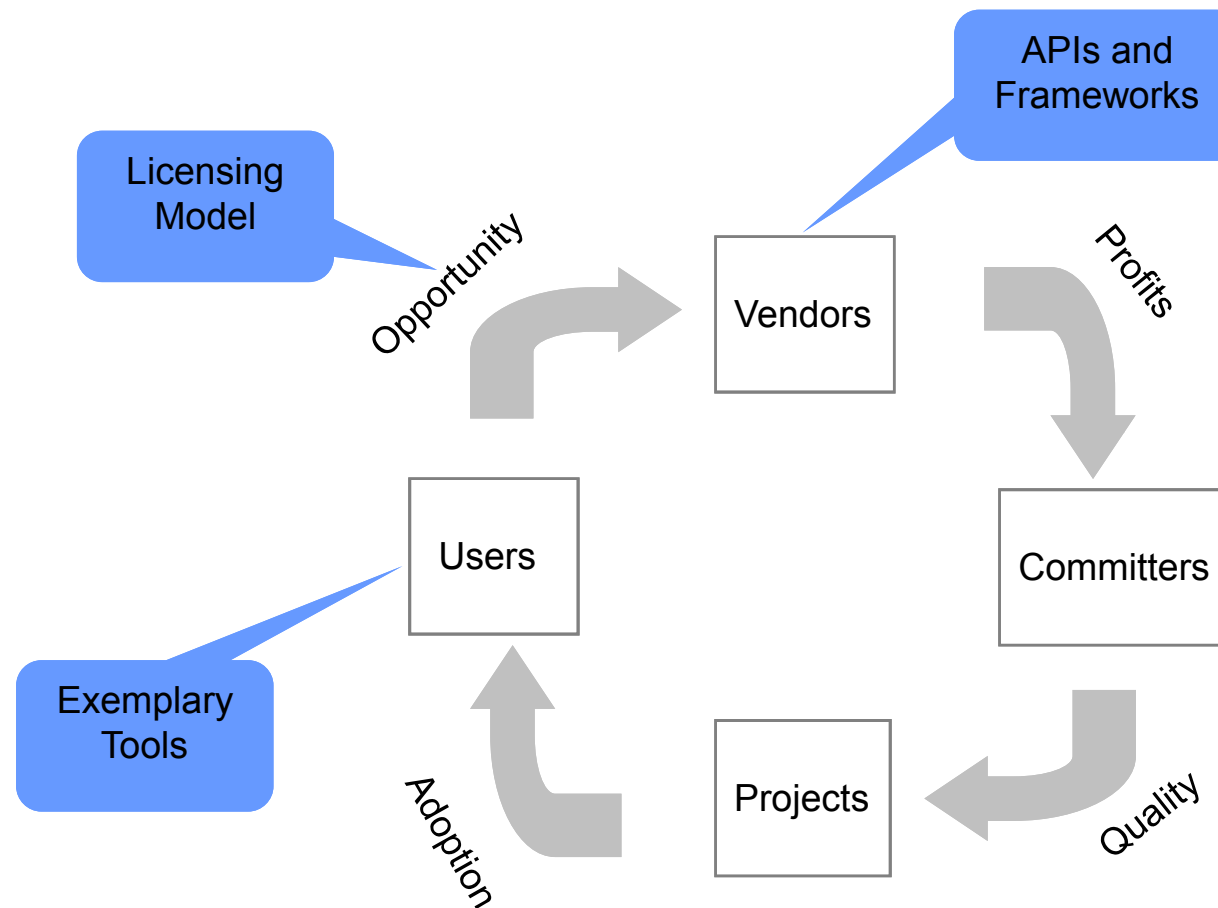 APIs and
Frameworks
Licensing
Model
Opportunity
Profits
Vendors
Users
Committers
Exemplary
Tools
Adoption
Projects
Quality